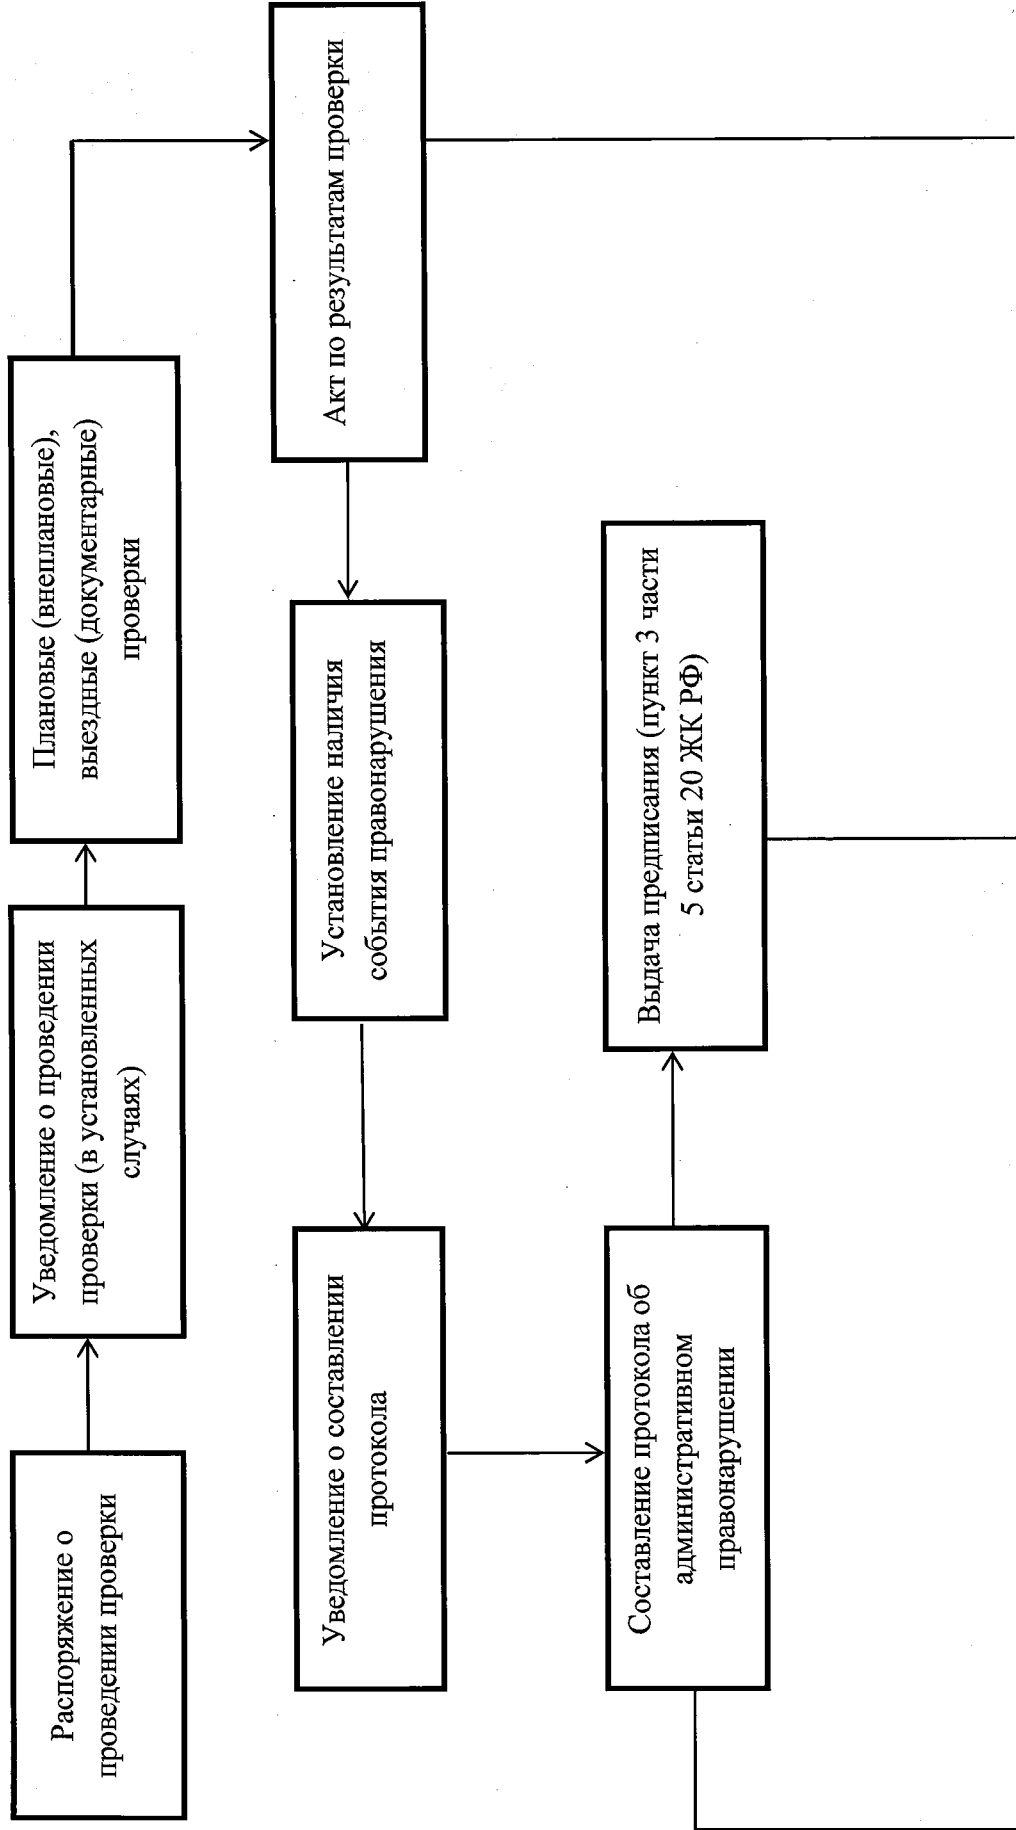 Распоряжение о
проведении проверки
Уведомление о проведении
проверки (в установленных
случаях)
Плановые (внеплановые),
выездные (документарные)
проверки
Акт по результатам проверки
Установление наличия
события правонарушения
Уведомление о составлении
протокола
Составление протокола об
административном
правонарушении
Выдача предписания (пункт 3 части
5 статьи 20 ЖК РФ)